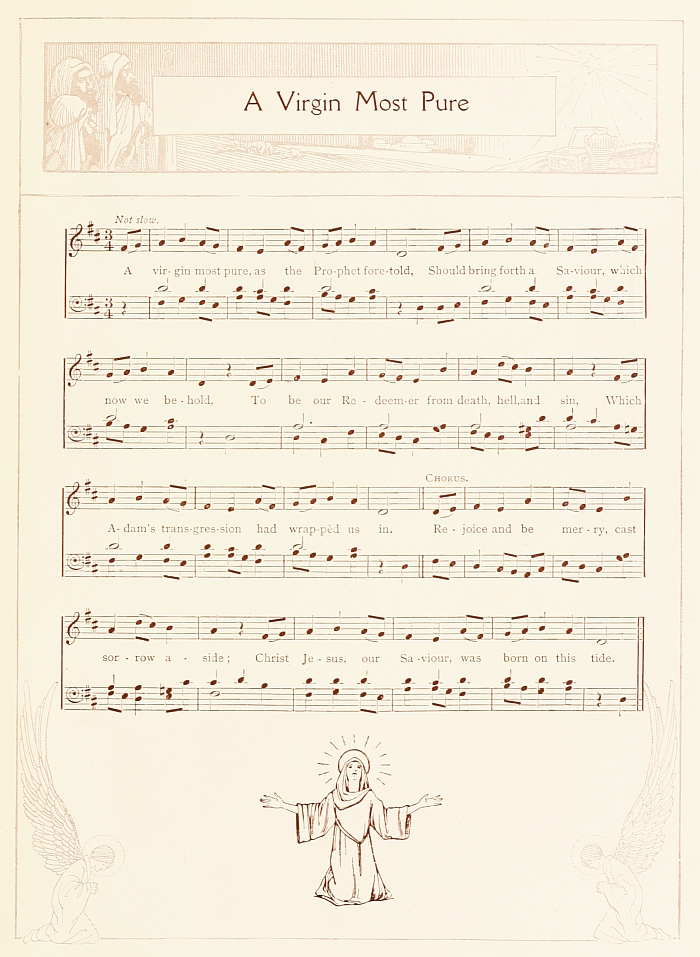 A Virgin Most Pure
Not slow.
3 4
A vir- gin most pure, as the Pro-phet fore-told, Should bring forth a Sa-viour, which
3 4
now we be - hold, To be our Re - deem-er from death, hell, and sin, Which
CHORUS.
A- dam's trans-gres-sion had wrap-pèd us in. Re - joice and be mer - ry, cast
sor - row a - side; Christ Je - sus, our Sa -viour, was born on this tide.